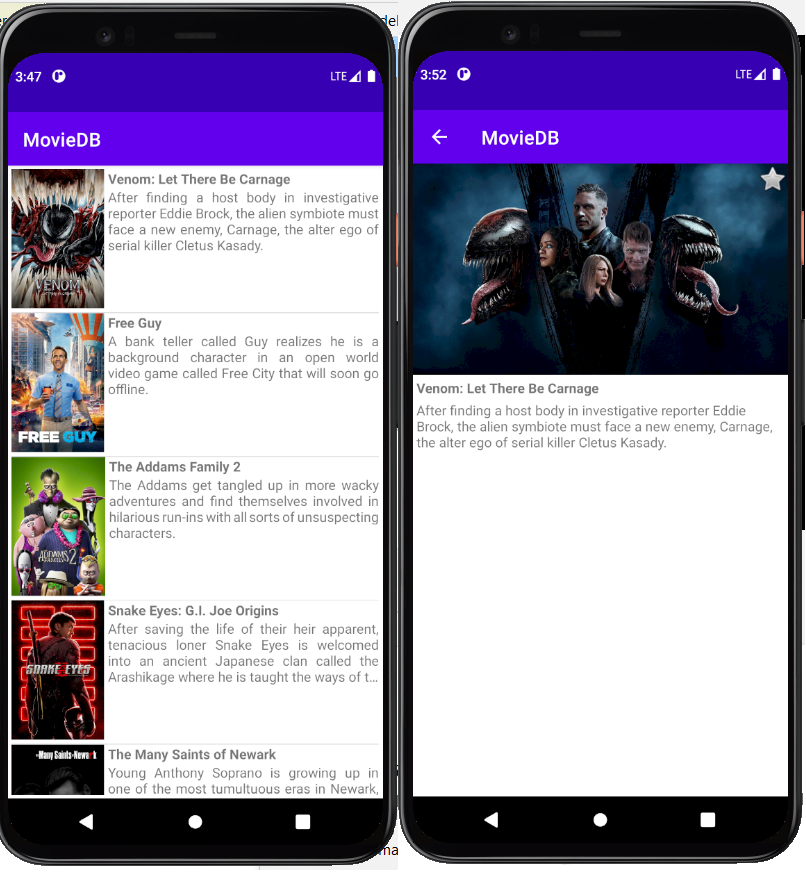 3:47
LTE
MovieDB
VENOM
Venom: Let There Be Carnage
After finding a host body in investigative
reporter Eddie Brock, the alien symbiote must
face a new enemy, Carnage, the alter ego of
serial killer Cletus Kasady.
FREE GUY
Free Guy
A bank teller called Guy realizes he is a
background character in an open world
video game called Free City that will soon go
offline.
ADDAMS
2
The Addams Family 2
The Addams get tangled up in more wacky
adventures and find themselves involved in
hilarious run-ins with all sorts of unsuspecting
characters.
SNAKE EYES
Snake Eyes: G.I. Joe Origins
After saving the life of their heir apparent,
tenacious loner Snake Eyes is welcomed
into an ancient Japanese clan called the
Arashikage where he is taught the ways of t...
Many Saints of Newark
The Many Saints of Newark
Young Anthony Soprano is growing up in
one of the most tumultuous eras in Newark,
3:52
LTE
MovieDB
Venom: Let There Be Carnage
After finding a host body in investigative reporter Eddie
Brock, the alien symbiote must face a new enemy, Carnage,
the alter ego of serial killer Cletus Kasady.